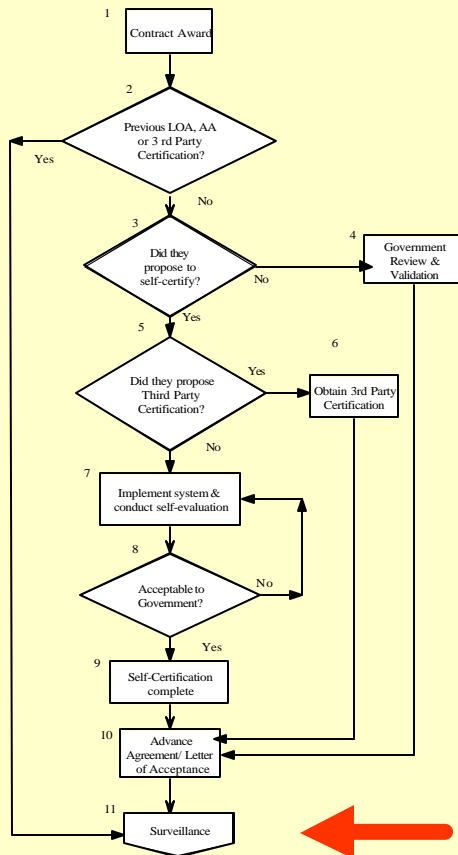 1
Contract Award
2
Previous LOA, AA
or 3 rd Party
Certification?
Yes
No
3
Did they
propose to
self-certify?
No
Yes
4
Government
Review &
Validation
5
Did they propose
Third Party
Certification?
Yes
No
6
Obtain 3rd Party
Certification
7
Implement system &
conduct self-evaluation
8
Acceptable to
Government?
No
Yes
9
Self-Certification
complete
10
Advance
Agreement/ Letter
of Acceptance
11
Surveillance